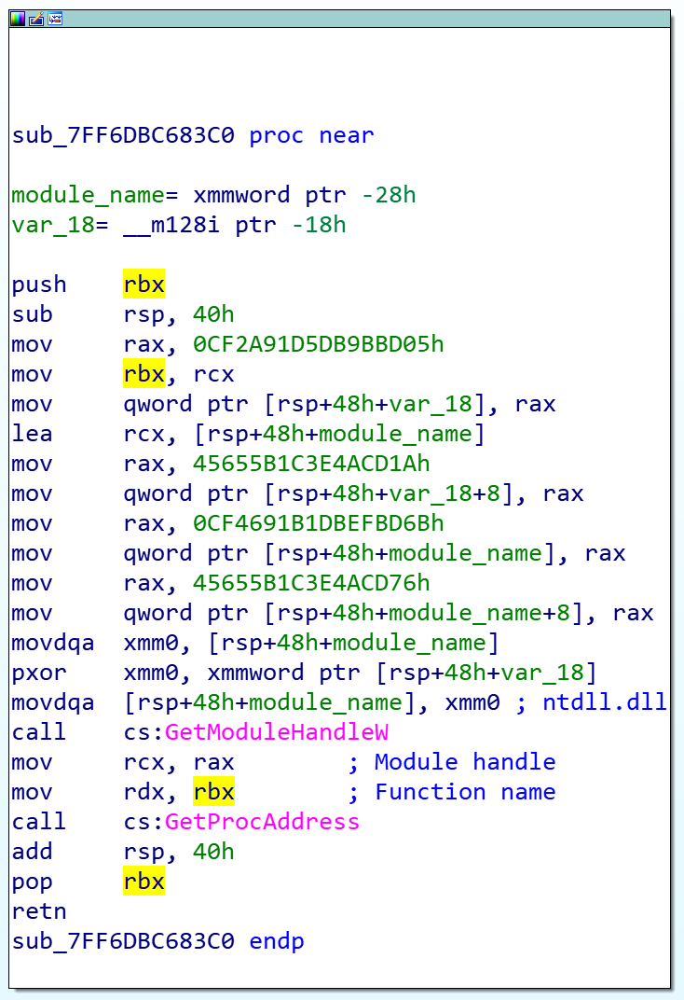 sub_7FF6DBC683C0 proc near
module_name= xmmword ptr -28h
var_18= __m128i ptr -18h
push rbx
sub rsp, 40h
mov rax, 0CF2A91D5DB9BBD05h
mov rbx, rcx
mov qword ptr [rsp+48h+var_18], rax
lea rcx, [rsp+48h+module_name]
mov rax, 45655B1C3E4ACD1Ah
mov qword ptr [rsp+48h+var_18+8], rax
mov rax, 0CF4691B1DBEFBD6Bh
mov qword ptr [rsp+48h+module_name], rax
mov rax, 45655B1C3E4ACD76h
mov qword ptr [rsp+48h+module_name+8], rax
movdqa xmm0, [rsp+48h+module_name]
pxor xmm0, xmmword ptr [rsp+48h+var_18]
movdqa [rsp+48h+module_name], xmm0 ; ntdll.dll
call cs:GetModuleHandleW
mov rcx, rax ; Module handle
mov rdx, rbx ; Function name
call cs:GetProcAddress
add rsp, 40h
pop rbx
retn
sub_7FF6DBC683C0 endp